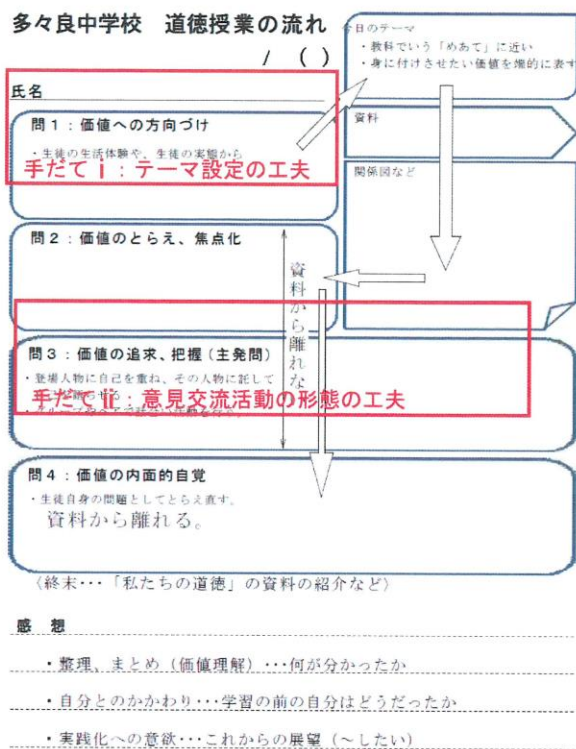 多々良中学校 道徳授業の流れ
/ ( )
氏名
今日のテーマ
・教科でいう「めあて」に近い
・身に付けさせたい価値を端的に表す
問1:価値への方向づけ
・生徒の生活体験や、生徒の実態から
手だてⅰ:テーマ設定の工夫
資料
関係図など
問2:価値のとらえ、焦点化
資料から離れな
問3:価値の追求、把握(主発問)
・登場人物に自己を重ね、その人物に託して
手だてⅱ:意見交流活動の形態の工夫
問4:価値の内面的自覚
・生徒自身の問題としてとらえ直す。
資料から離れる。
〈終末・・・「私たちの道徳」の資料の紹介など〉
感 想
・整理、まとめ(価値理解)・・・何が分かったか
・自分とのかかわり・・・学習の前の自分はどうだったか
・実践化への意欲・・・これからの展望(~したい)